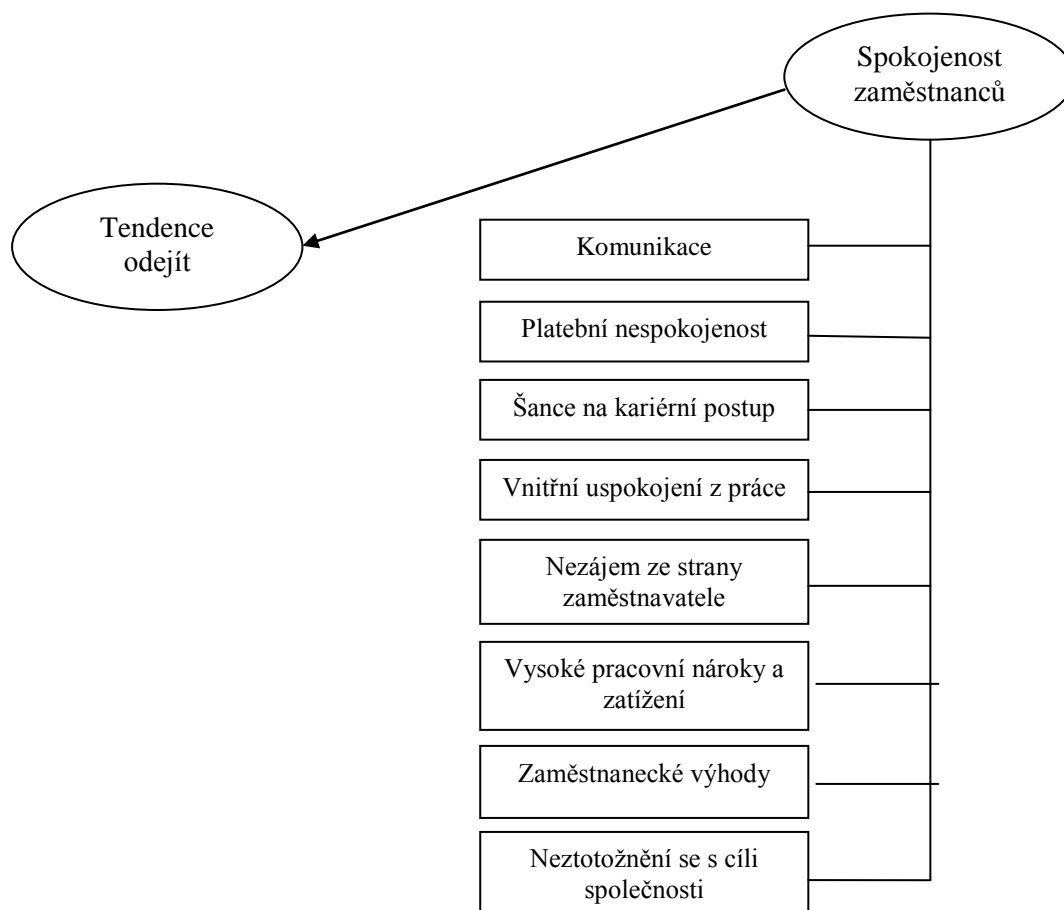 Spokojenost
zaměstnanců
Tendence
odejít
Komunikace
Platební nespokojenost
Šance na kariérní postup
Vnitřní uspokojení z práce
Nezájem ze strany
zaměstnavatele
Vysoké pracovní nároky a
zatížení
Zaměstnanecké výhody
Neztotožnění se s cíli
společnosti